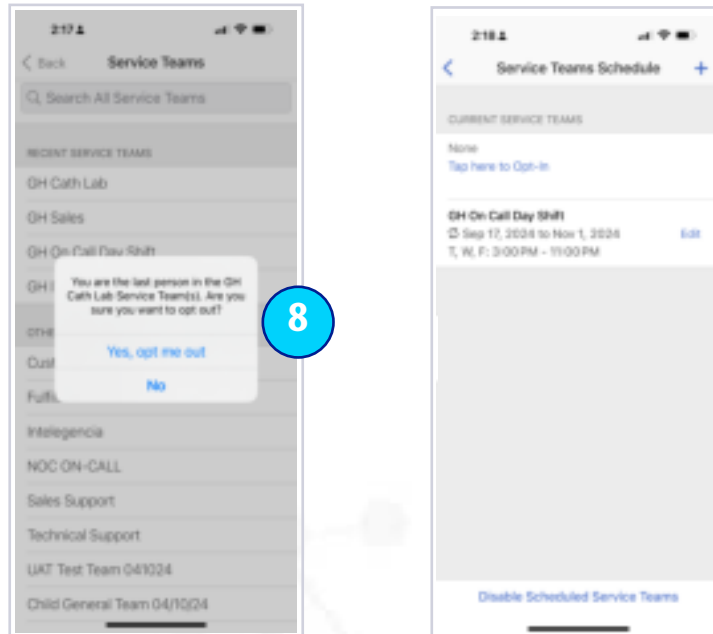 2:17
Back
Service Teams
Search All Service Teams
RECENT SERVICE TEAMS
GH Cath Lab
GH Sales
GH On Call Day Shift
GH
You are the last person in the GH
Cath Lab Service Team(s). Are you
sure you want to opt out?
Yes, opt me out
No
OTHE
Cust
Fulfil
Intelegencia
NOC ON-CALL
Sales Support
Technical Support
UAT Test Team 041024
Child General Team 04/10/24
8
2:18
Service Teams Schedule
+
CURRENT SERVICE TEAMS
None
Tap here to Opt-In
GH On Call Day Shift
Sep 17, 2024 to Nov 1, 2024
Edit
T, W, F: 3:00 PM - 11:00 PM
Disable Scheduled Service Teams